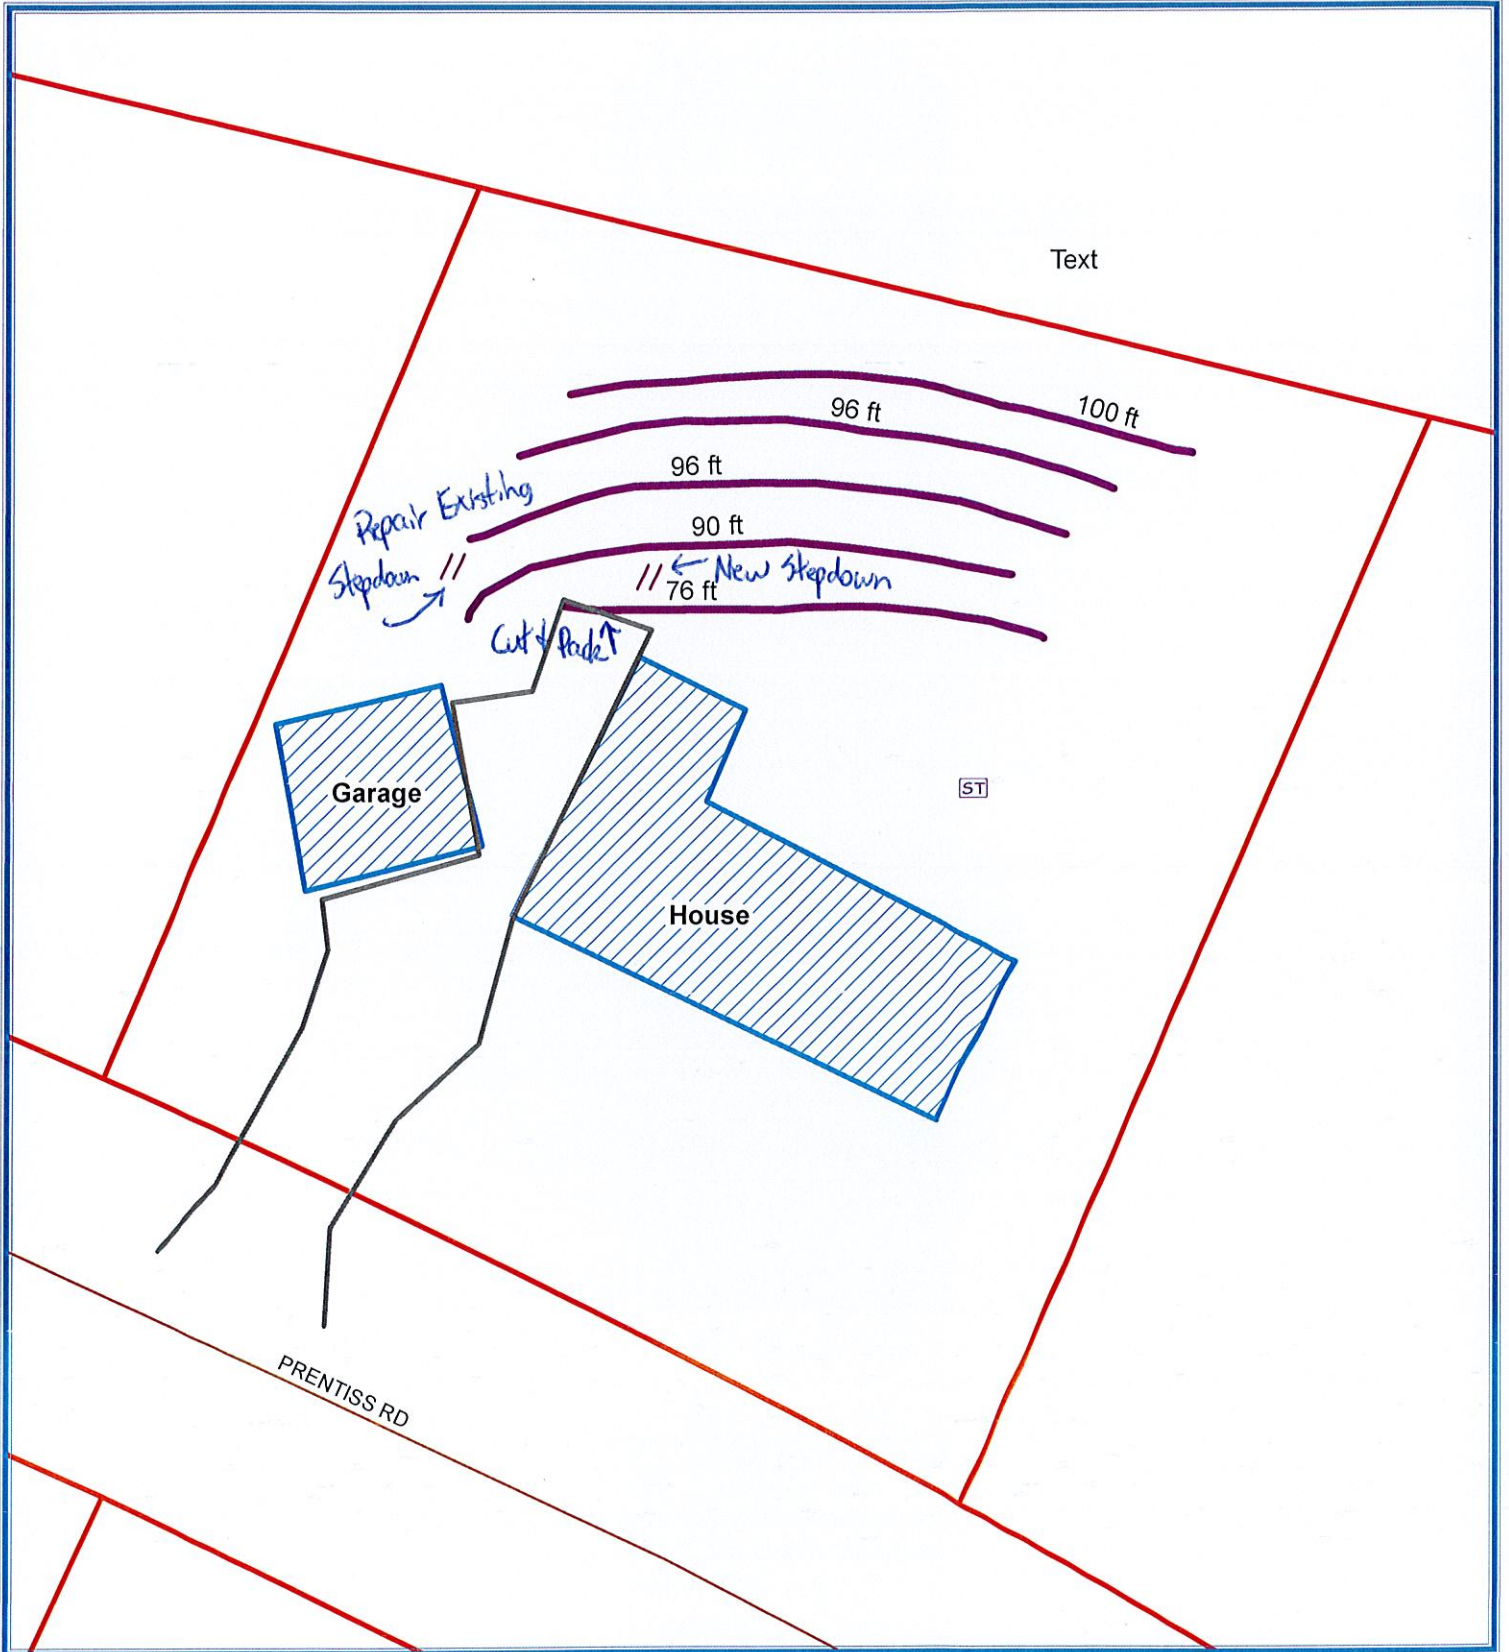 Text
100 ft
96 ft
96 ft
Repair Existing
90 ft
Stepdown
← New Stepdown
76 ft
Cut & Pack ↑
Garage
ST
House
PRENTISS RD